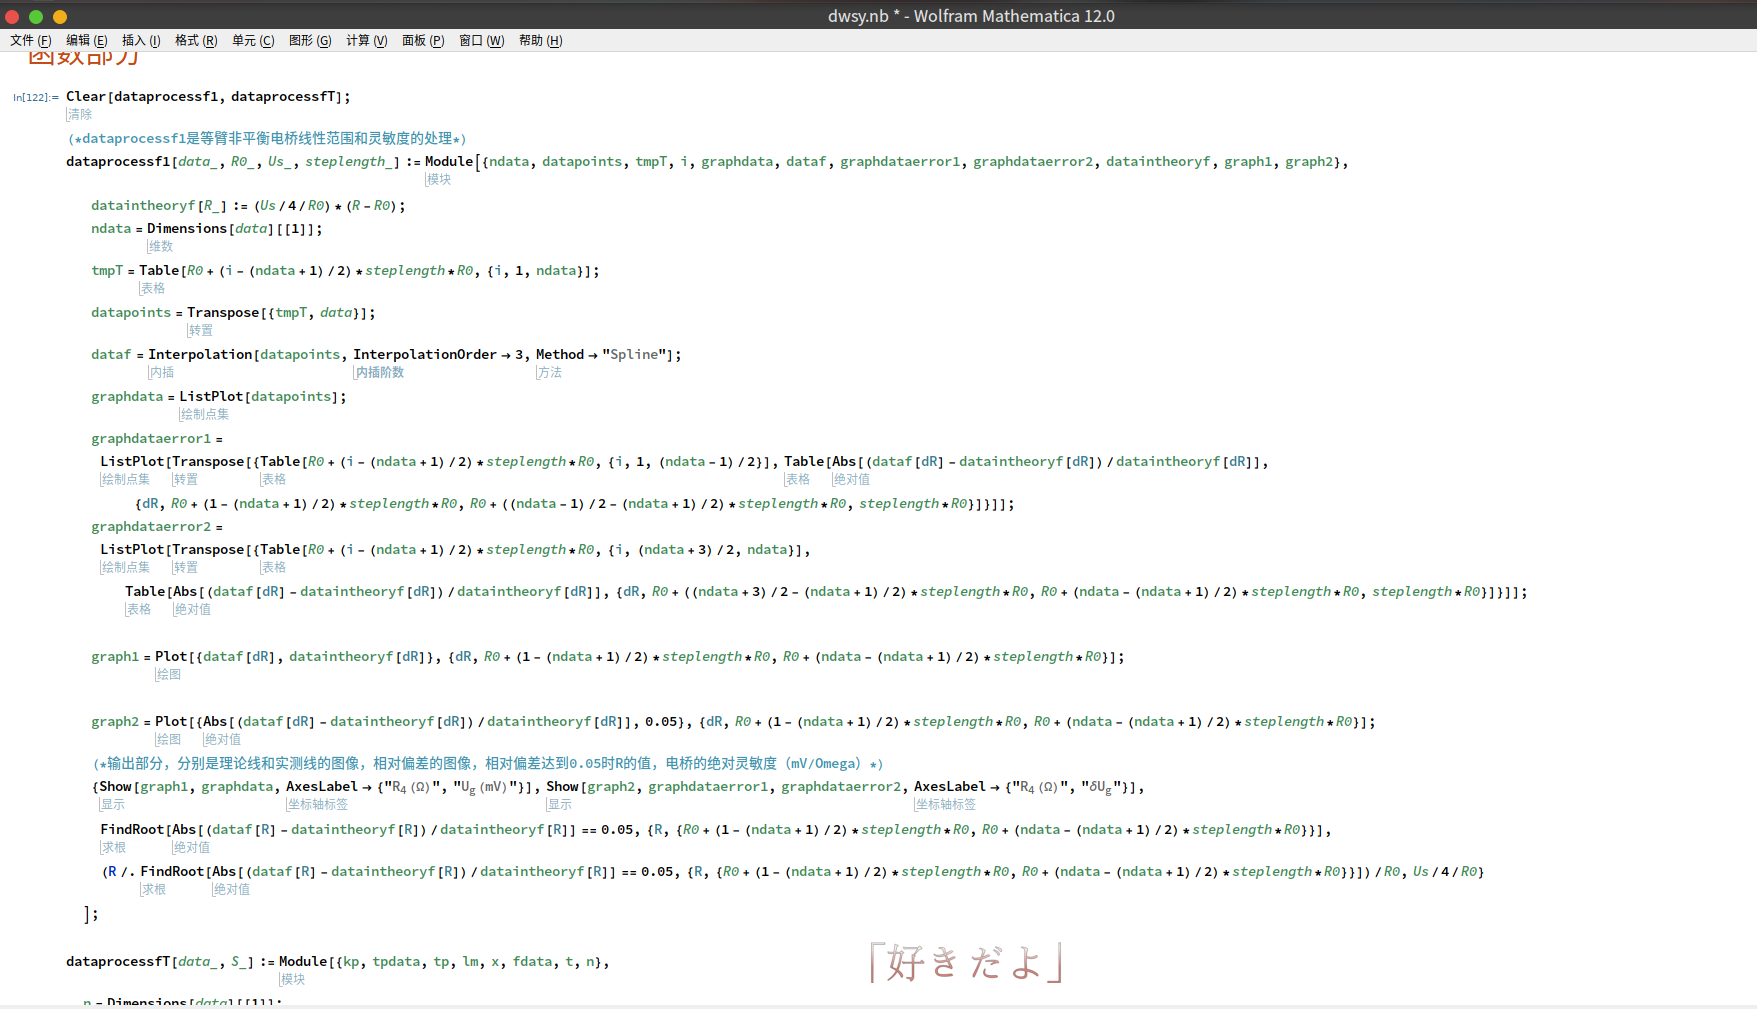 dwsy.nb * - Wolfram Mathematica 12.0
文件 (F) 编辑 (E) 插入 (I) 格式 (R) 单元 (C) 图形 (G) 计算 (V) 面板 (P) 窗口 (W) 帮助 (H)
函数部分
In[122]:= Clear[dataprocessf1, dataprocessfT];
清除
(*dataprocessf1是等臂非平衡电桥线性范围和灵敏度的处理*)
dataprocessf1[data_, R0_, Us_, steplength_] := Module[{ndata, datapoints, tmpT, i, graphdata, dataf, graphdataerror1, graphdataerror2, dataintheoryf, graph1, graph2},
模块
dataintheoryf[R_] := (Us/4/R0)*(R-R0);
ndata = Dimensions[data][[1]];
维数
tmpT = Table[R0+(i-(ndata+1)/2)*steplength*R0, {i, 1, ndata}];
表格
datapoints = Transpose[{tmpT, data}];
转置
dataf = Interpolation[datapoints, InterpolationOrder→3, Method→"Spline"];
内插 内插阶数 方法
graphdata = ListPlot[datapoints];
绘制点集
graphdataerror1 =
ListPlot[Transpose[{Table[R0+(i-(ndata+1)/2)*steplength*R0, {i, 1, (ndata-1)/2}], Table[Abs[(dataf[dR]-dataintheoryf[dR])/dataintheoryf[dR]],
绘制点集 转置 表格 表格 绝对值
{dR, R0+(1-(ndata+1)/2)*steplength*R0, R0+((ndata-1)/2-(ndata+1)/2)*steplength*R0, steplength*R0}]}]];
graphdataerror2 =
ListPlot[Transpose[{Table[R0+(i-(ndata+1)/2)*steplength*R0, {i, (ndata+3)/2, ndata}],
绘制点集 转置 表格
Table[Abs[(dataf[dR]-dataintheoryf[dR])/dataintheoryf[dR]], {dR, R0+((ndata+3)/2-(ndata+1)/2)*steplength*R0, R0+(ndata-(ndata+1)/2)*steplength*R0, steplength*R0}]}]];
表格 绝对值
graph1 = Plot[{dataf[dR], dataintheoryf[dR]}, {dR, R0+(1-(ndata+1)/2)*steplength*R0, R0+(ndata-(ndata+1)/2)*steplength*R0}];
绘图
graph2 = Plot[{Abs[(dataf[dR]-dataintheoryf[dR])/dataintheoryf[dR]], 0.05}, {dR, R0+(1-(ndata+1)/2)*steplength*R0, R0+(ndata-(ndata+1)/2)*steplength*R0}];
绘图 绝对值
(*输出部分，分别是理论线和实测线的图像，相对偏差的图像，相对偏差达到0.05时R的值，电桥的绝对灵敏度（mV/Omega）*)
{Show[graph1, graphdata, AxesLabel→{"R₄(Ω)", "Ug(mV)"}], Show[graph2, graphdataerror1, graphdataerror2, AxesLabel→{"R₄(Ω)", "δUg"}],
显示 坐标轴标签 显示 坐标轴标签
FindRoot[Abs[(dataf[R]-dataintheoryf[R])/dataintheoryf[R]]==0.05, {R, {R0+(1-(ndata+1)/2)*steplength*R0, R0+(ndata-(ndata+1)/2)*steplength*R0}}],
求根 绝对值
(R/. FindRoot[Abs[(dataf[R]-dataintheoryf[R])/dataintheoryf[R]]==0.05, {R, {R0+(1-(ndata+1)/2)*steplength*R0, R0+(ndata-(ndata+1)/2)*steplength*R0}}])/R0, Us/4/R0}
求根 绝对值
];
dataprocessfT[data_, S_] := Module[{kp, tpdata, tp, lm, x, fdata, t, n},
模块
「好きだよ」
n = Dimensions[data][[1]];